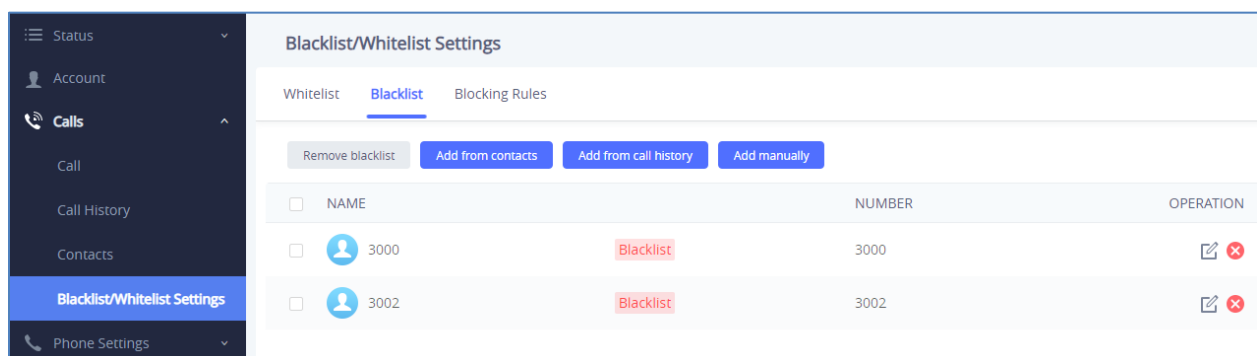 Status
Account
Calls
Call
Call History
Contacts
Blacklist/Whitelist Settings
Phone Settings
Blacklist/Whitelist Settings
Whitelist Blacklist Blocking Rules
Remove blacklist Add from contacts Add from call history Add manually
NAME NUMBER OPERATION
3000 Blacklist 3000
3002 Blacklist 3002